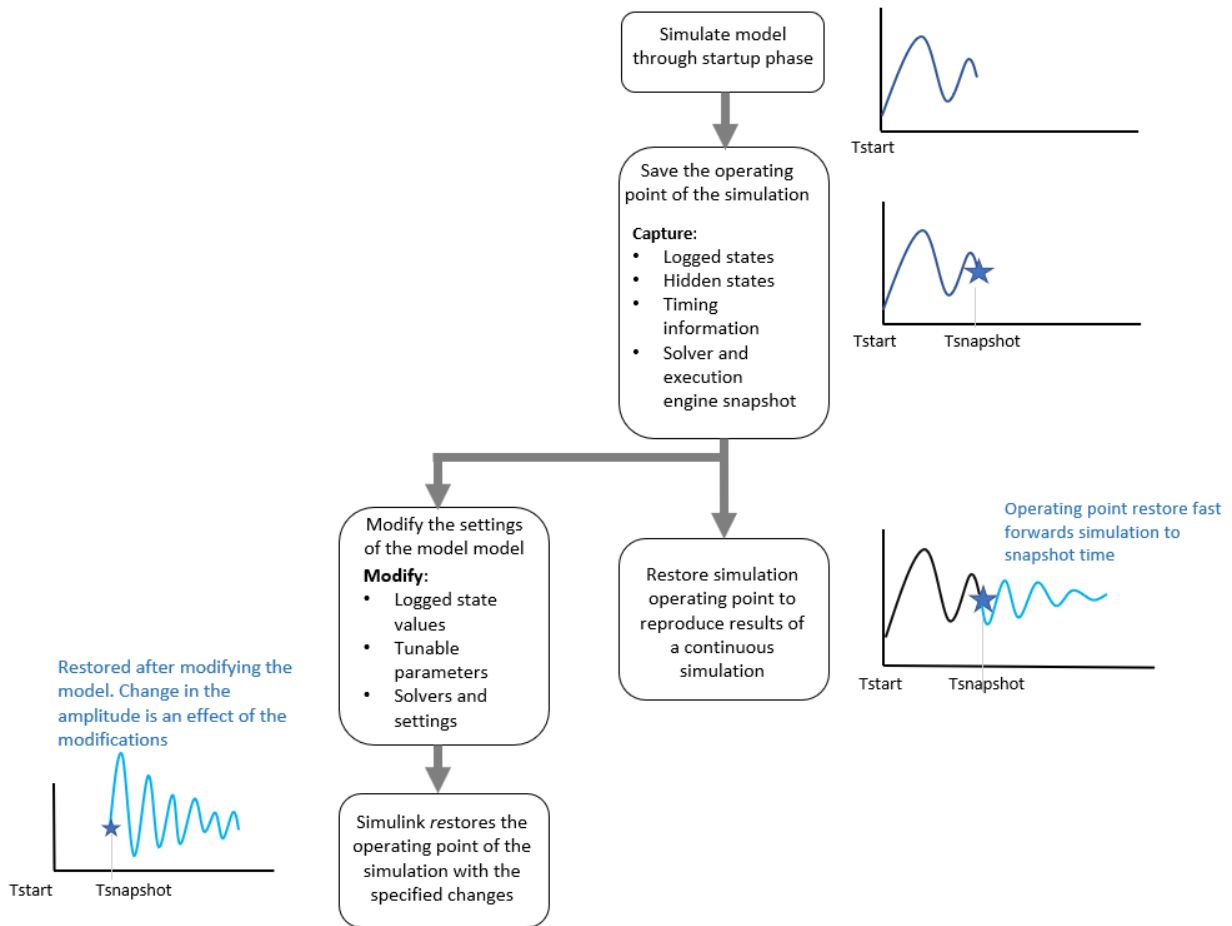 Simulate model
through startup phase
Tstart
Save the operating
point of the simulation
Capture:
• Logged states
• Hidden states
• Timing
information
• Solver and
execution
engine snapshot
Tstart
Tsnapshot
Modify the settings
of the model model
Modify:
• Logged state
values
• Tunable
parameters
• Solvers and
settings
Restore simulation
operating point to
reproduce results of
a continuous
simulation
Operating point restore fast
forwards simulation to
snapshot time
Tstart
Tsnapshot
Restored after modifying the
model. Change in the
amplitude is an effect of the
modifications
Tstart
Tsnapshot
Simulink restores the
operating point of the
simulation with the
specified changes